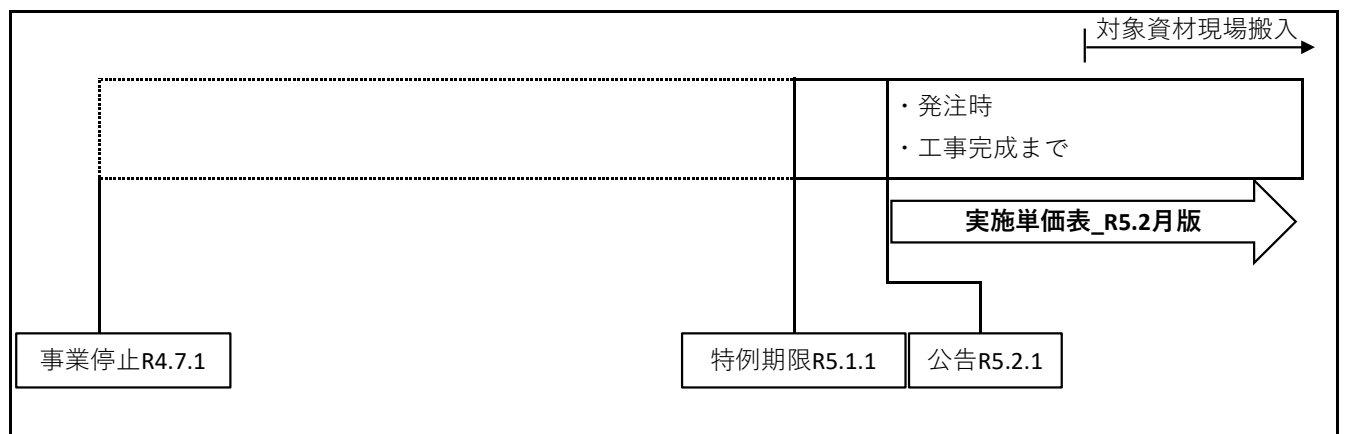 対象資材現場搬入
・発注時
・工事完成まで
実施単価表_R5.2月版
事業停止R4.7.1
特例期限R5.1.1
公告R5.2.1